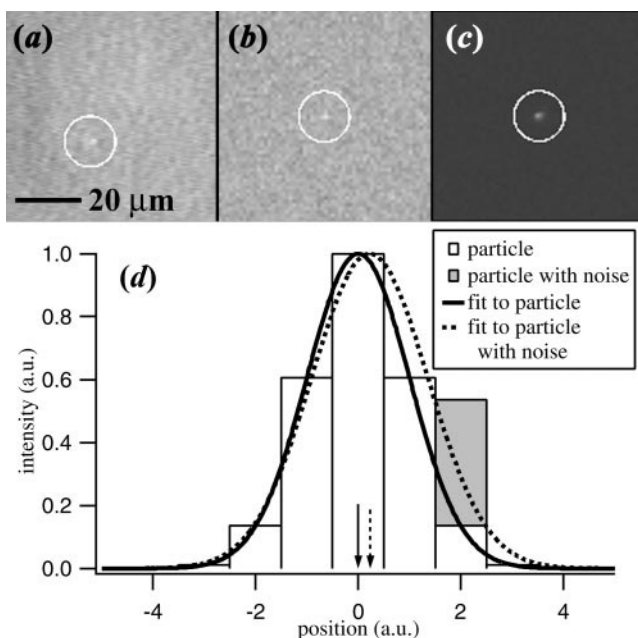 (a)
(b)
(c)
20 μm
(d)
particle
particle with noise
fit to particle
fit to particle
with noise
intensity (a.u.)
1.0
0.8
0.6
0.4
0.2
0.0
-4
-2
0
2
4
position (a.u.)